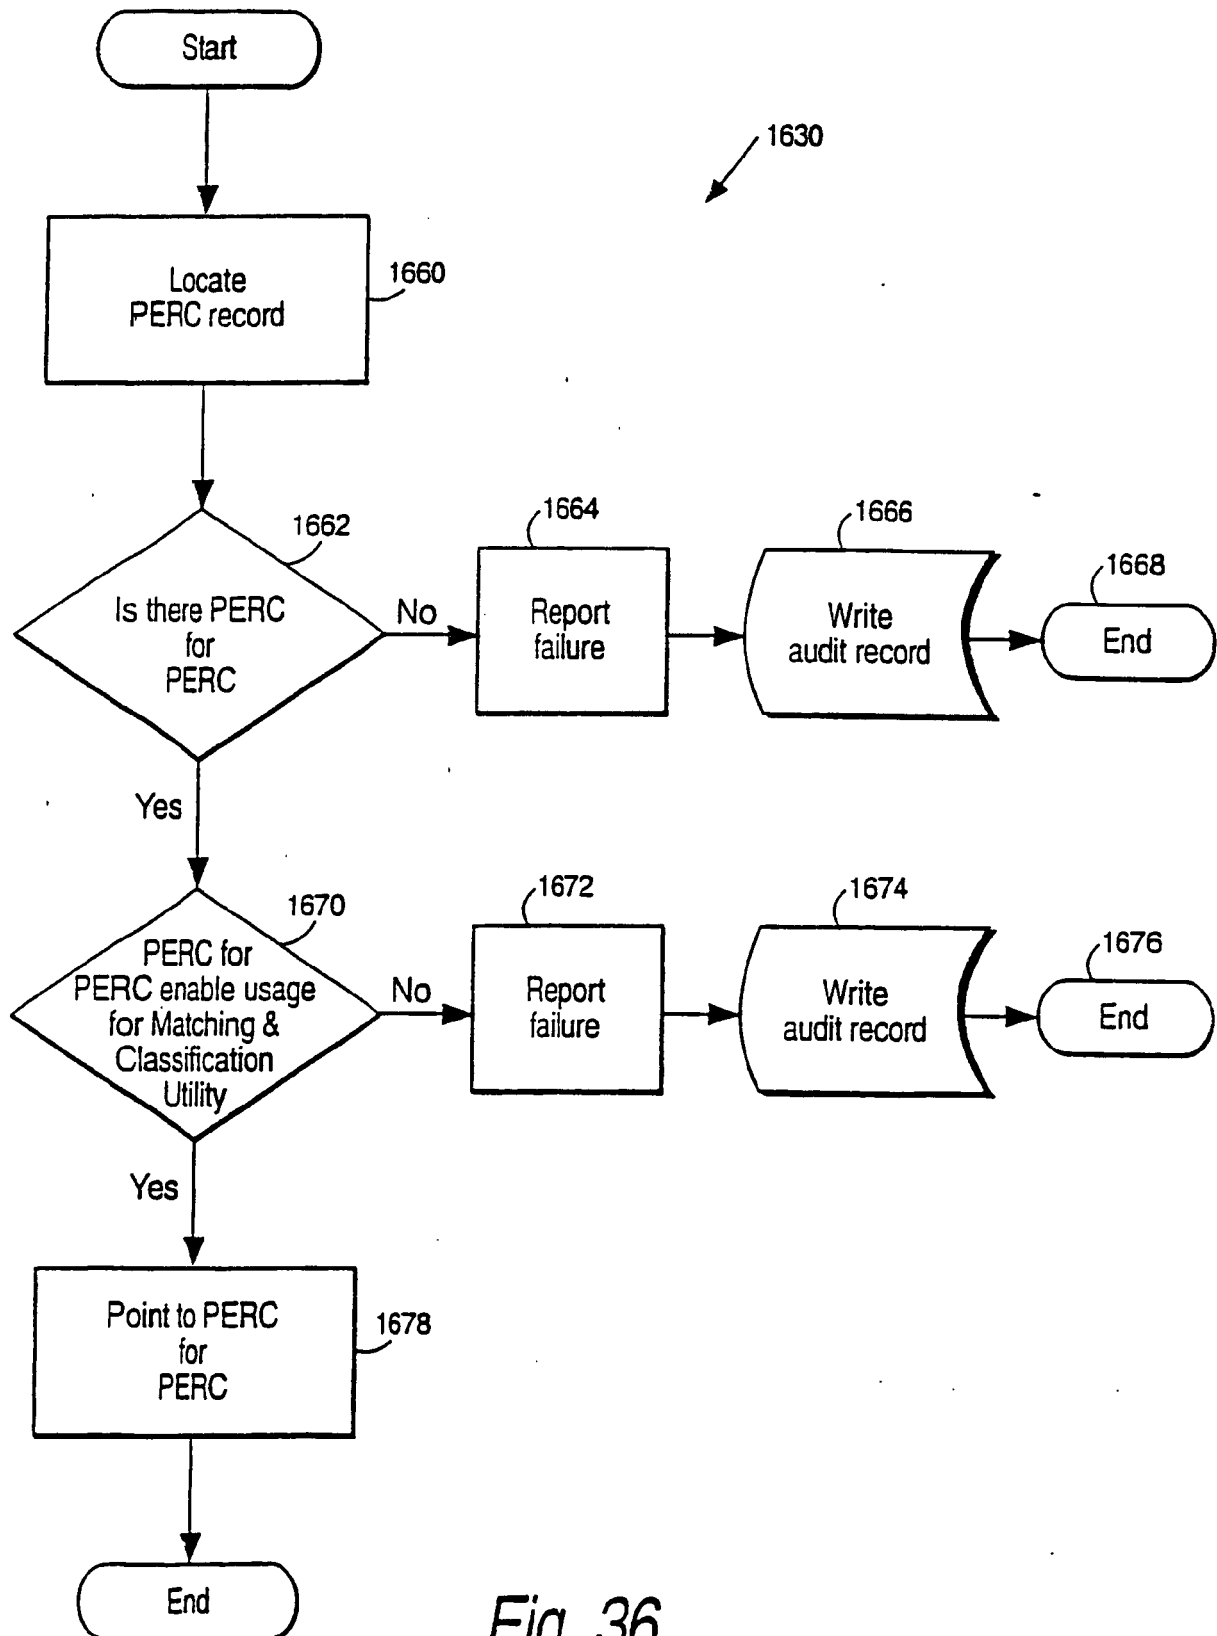 Start
1630
Locate
PERC record
1660
1662
Is there PERC
for
PERC
No
1664
Report
failure
1666
Write
audit record
1668
End
Yes
1670
PERC for
PERC enable usage
for Matching &
Classification
Utility
No
1672
Report
failure
1674
Write
audit record
1676
End
Yes
Point to PERC
for
PERC
1678
End
Fig. 36